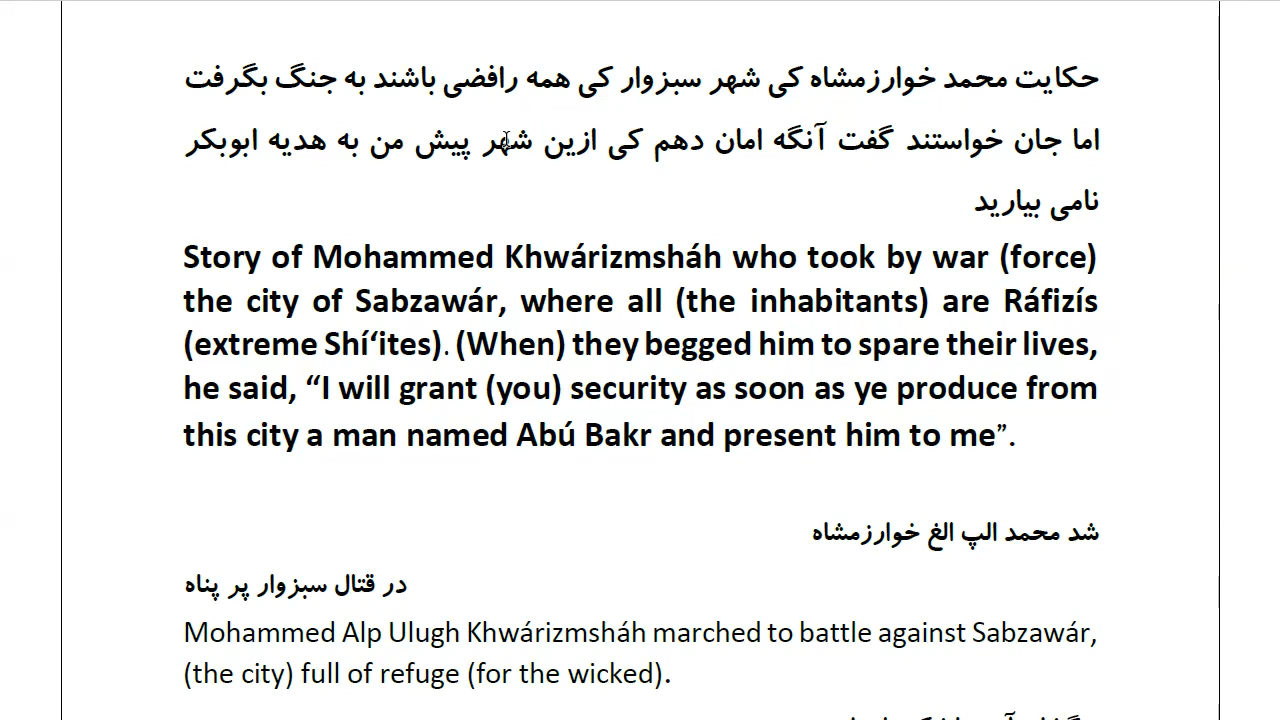 حکایت محمد خوارزمشاه کی شهر سبزوار کی همه رافضی باشند به جنگ بگرفت
اما جان خواستند گفت آنگه امان دهم کی ازین شهر پیش من به هدیه ابوبکر
نامی بیارید
Story of Mohammed Khwárizmsháh who took by war (force)
the city of Sabzawár, where all (the inhabitants) are Ráfizís
(extreme Shí‘ites). (When) they begged him to spare their lives,
he said, “I will grant (you) security as soon as ye produce from
this city a man named Abú Bakr and present him to me”.
شد محمد الپ الغ خوارزمشاه
در قتال سبزوار پر پناه
Mohammed Alp Ulugh Khwárizmsháh marched to battle against Sabzawár,
(the city) full of refuge (for the wicked).